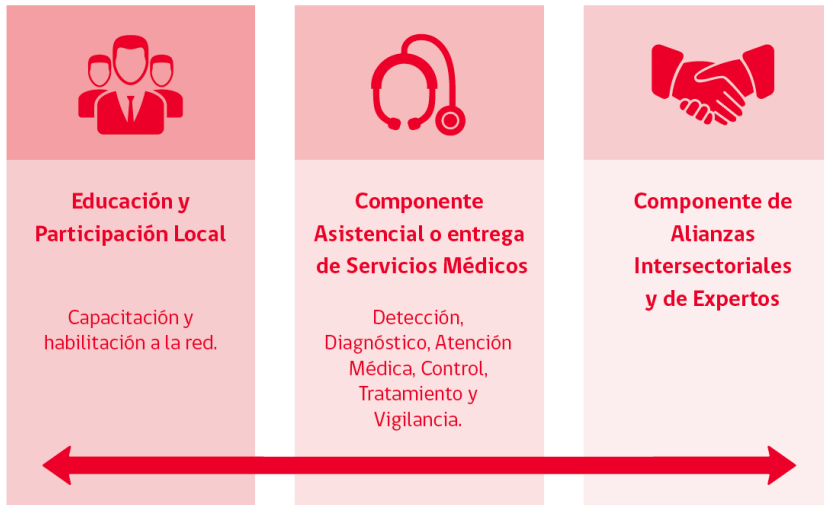 Educación y
Participación Local
Capacitación y
habilitación a la red.
Componente
Asistencial o entrega
de Servicios Médicos
Detección,
Diagnóstico, Atención
Médica, Control,
Tratamiento y
Vigilancia.
Componente de
Alianzas
Intersectoriales
y de Expertos